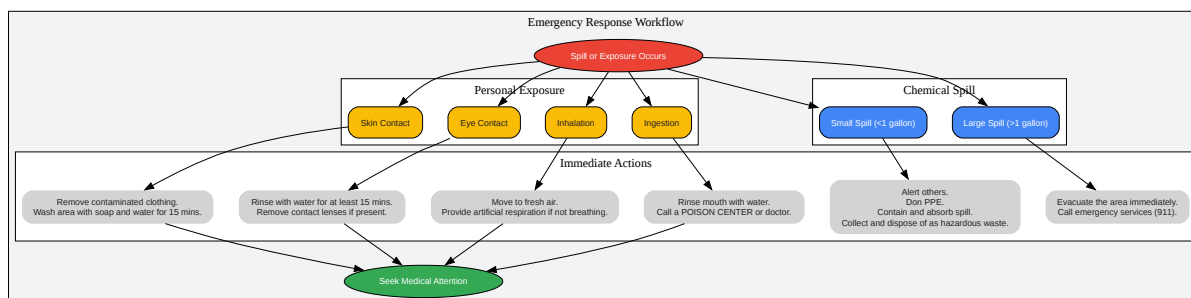 Emergency Response Workflow
Spill or Exposure Occurs
Personal Exposure
Chemical Spill
Skin Contact
Eye Contact
Inhalation
Ingestion
Small Spill (<1 gallon)
Large Spill (>1 gallon)
Immediate Actions
Remove contaminated clothing.
Wash area with soap and water for 15 mins.
Rinse with water for at least 15 mins.
Remove contact lenses if present.
Move to fresh air.
Provide artificial respiration if not breathing.
Rinse mouth with water.
Call a POISON CENTER or doctor.
Alert others.
Don PPE.
Contain and absorb spill.
Collect and dispose of as hazardous waste.
Evacuate the area immediately.
Call emergency services (911).
Seek Medical Attention